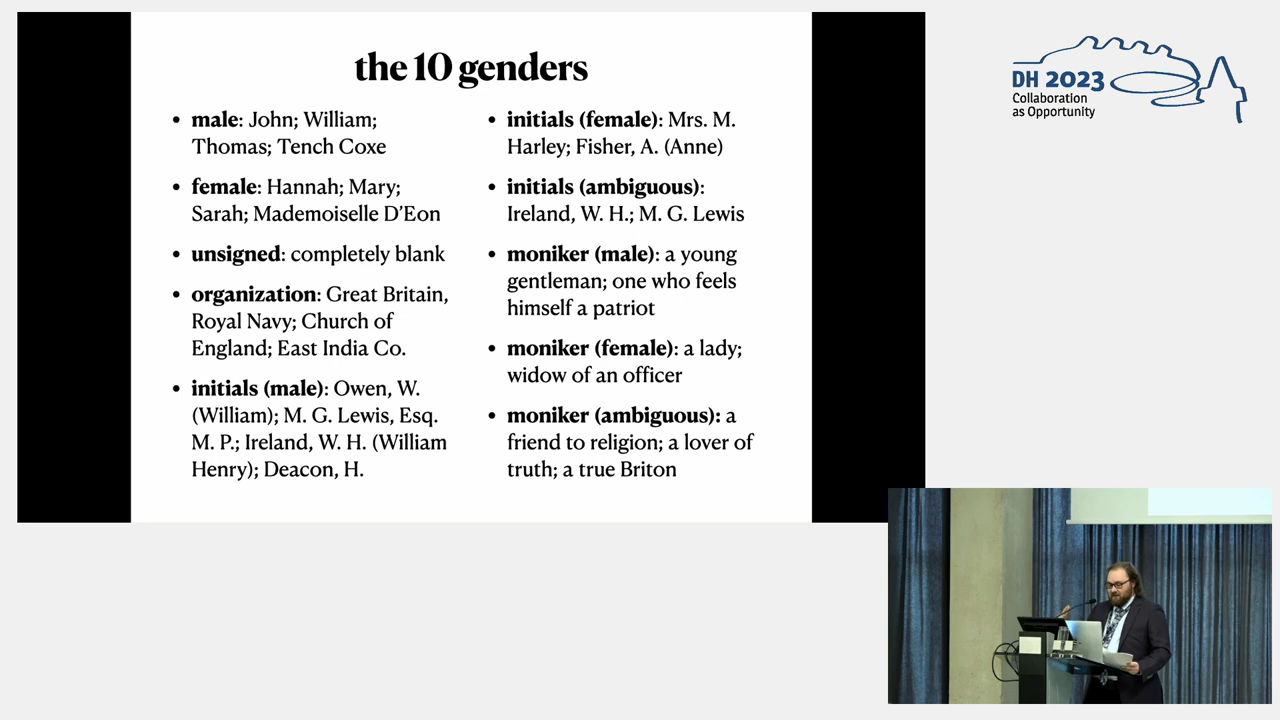 the 10 genders
• male: John; William;
Thomas; Tench Coxe
• female: Hannah; Mary;
Sarah; Mademoiselle D’Eon
• unsigned: completely blank
• organization: Great Britain,
Royal Navy; Church of
England; East India Co.
• initials (male): Owen, W.
(William); M. G. Lewis, Esq.
M. P.; Ireland, W. H. (William
Henry); Deacon, H.
• initials (female): Mrs. M.
Harley; Fisher, A. (Anne)
• initials (ambiguous):
Ireland, W. H.; M. G. Lewis
• moniker (male): a young
gentleman; one who feels
himself a patriot
• moniker (female): a lady;
widow of an officer
• moniker (ambiguous): a
friend to religion; a lover of
truth; a true Briton
DH 2023
Collaboration
as Opportunity